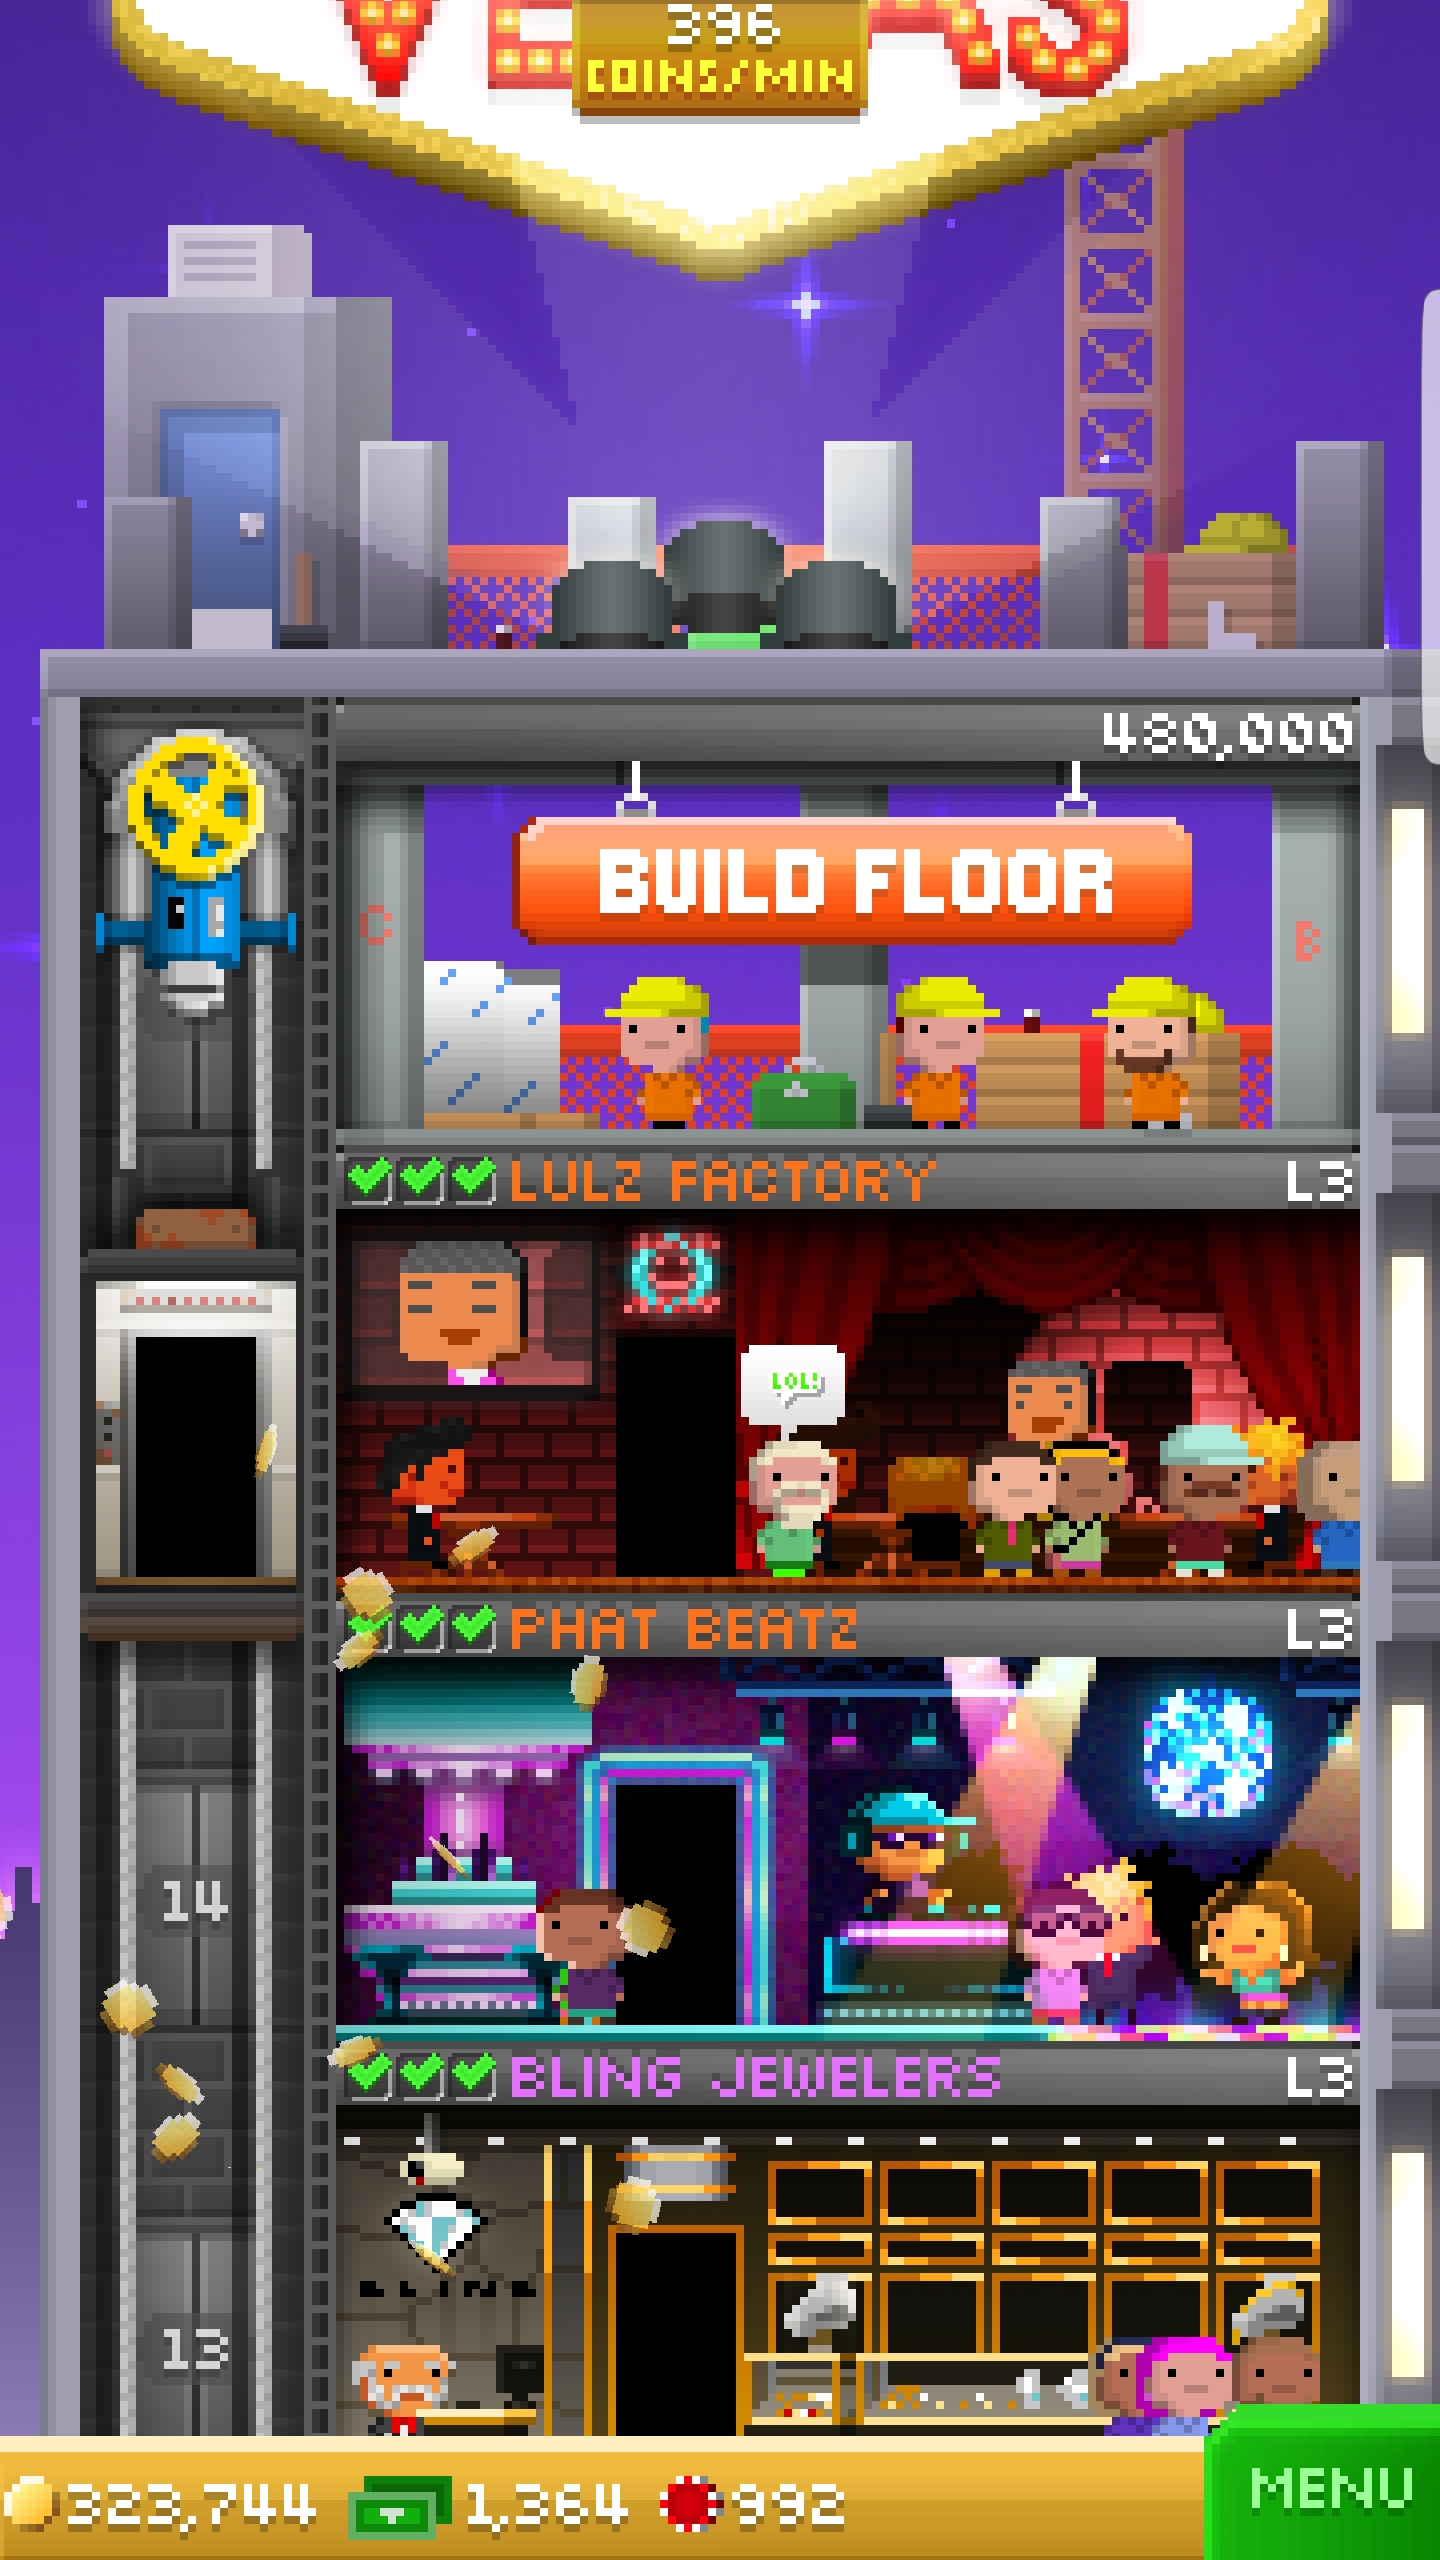 396
COINS/MIN
480,000
BUILD FLOOR
C
B
LULZ FACTORY L3
LOL!
PHAT BEATZ L3
14
BLING JEWELERS L3
BLING
13
323,744 1,364 992
MENU